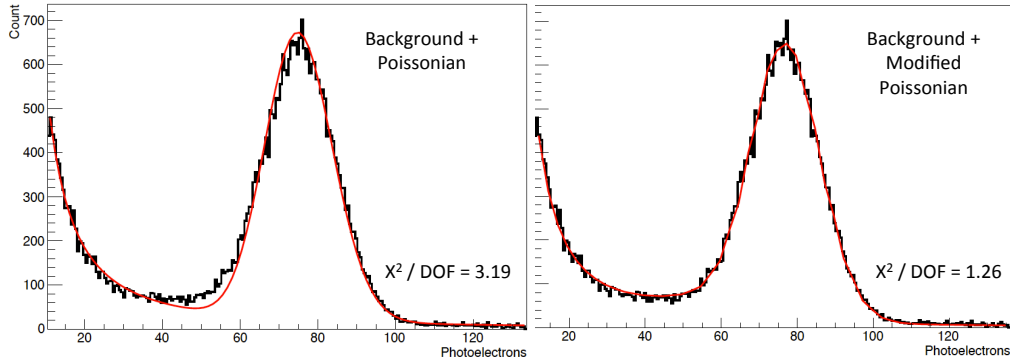 Count
700
600
500
400
300
200
100
0
Background +
Poissonian
X² / DOF = 3.19
20 40 60 80 100 120
Photoelectrons
Background +
Modified
Poissonian
X² / DOF = 1.26
20 40 60 80 100 120
Photoelectrons